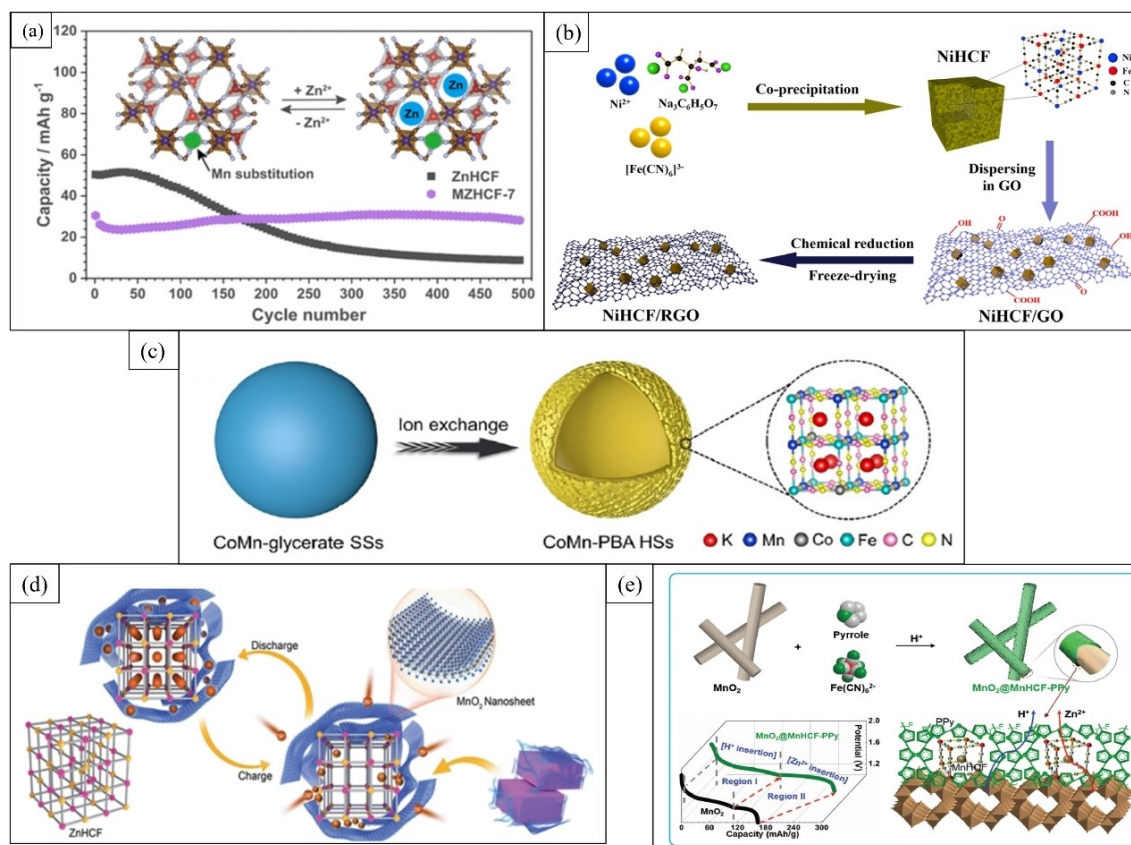 (a)
Capacity / mAh g⁻¹
120
100
80
60
40
20
0
+ Zn²⁺
- Zn²⁺
Zn
Zn
Mn substitution
ZnHCF
MZHCF-7
0 50 100 150 200 250 300 350 400 450 500
Cycle number
(b)
Ni²⁺
Na₃C₆H₅O₇
[Fe(CN)₆]³⁻
Co-precipitation
NiHCF
Ni
Fe
C
N
Dispersing
in GO
OH
O
COOH
OH
COOH
O
Chemical reduction
Freeze-drying
NiHCF/RGO
NiHCF/GO
(c)
Ion exchange
CoMn-glycerate SSs
CoMn-PBA HSs
K Mn Co Fe C N
(d)
Discharge
MnO₂ Nanosheet
Charge
ZnHCF
(e)
MnO₂
+
Pyrrole
Fe(CN)₆²⁻
H⁺
MnO₂@MnHCF-PPy
MnO₂@MnHCF-PPy
[H⁺ insertion]
[Zn²⁺ insertion]
Region I
Region II
MnO₂
2.0
1.6
1.2
Potential (V)
0 60 120 180 240 300
Capacity (mAh/g)
PPy
H⁺
Zn²⁺
MnHCF